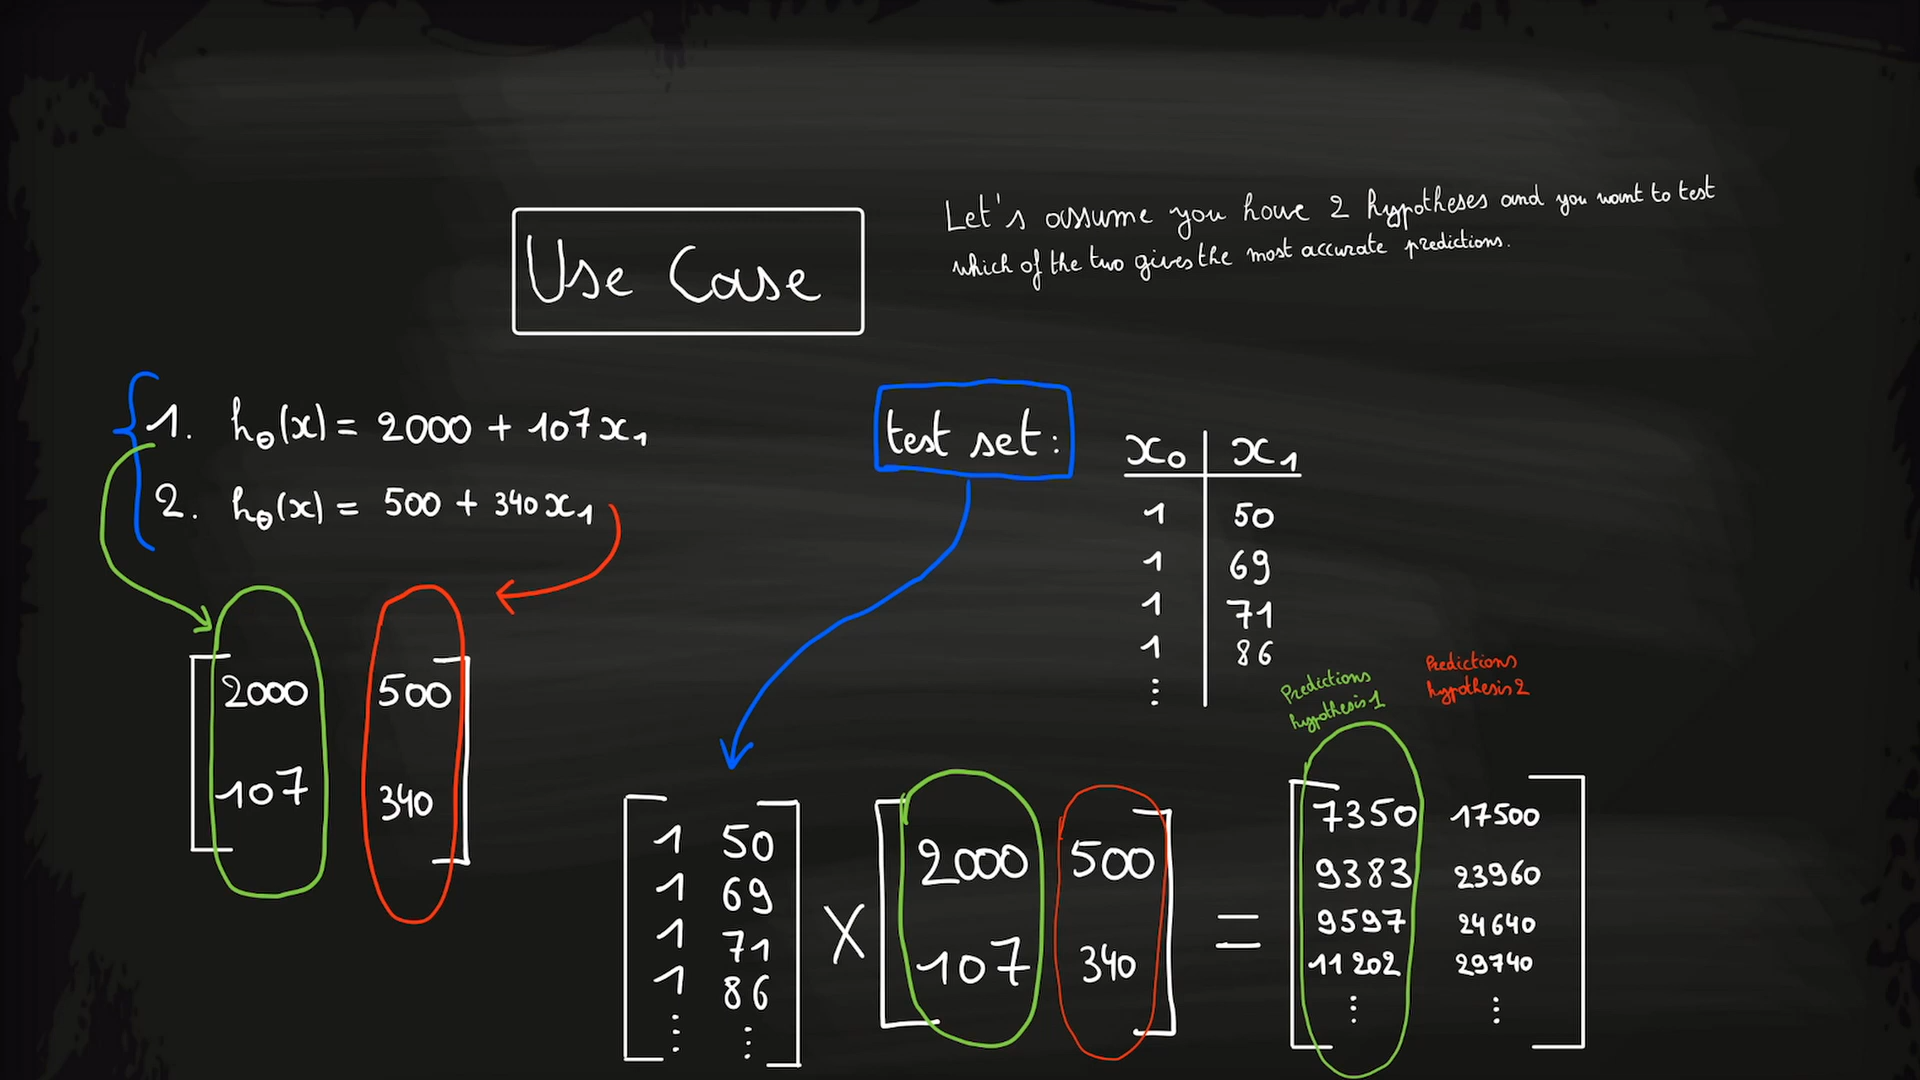 Use Case
Let's assume you have 2 hypotheses and you want to test
which of the two gives the most accurate predictions.
1. hθ(x) = 2000 + 107x₁
2. hθ(x) = 500 + 340x₁
test set:
x₀ x₁
1 50
1 69
1 71
1 86
⋮
2000 500
107 340
Predictions
hypothesis 1
Predictions
hypothesis 2
1 50
1 69
1 71
1 86
⋮ ⋮
X
2000 500
107 340
=
7350 17500
9383 23960
9597 24640
11202 29740
⋮ ⋮